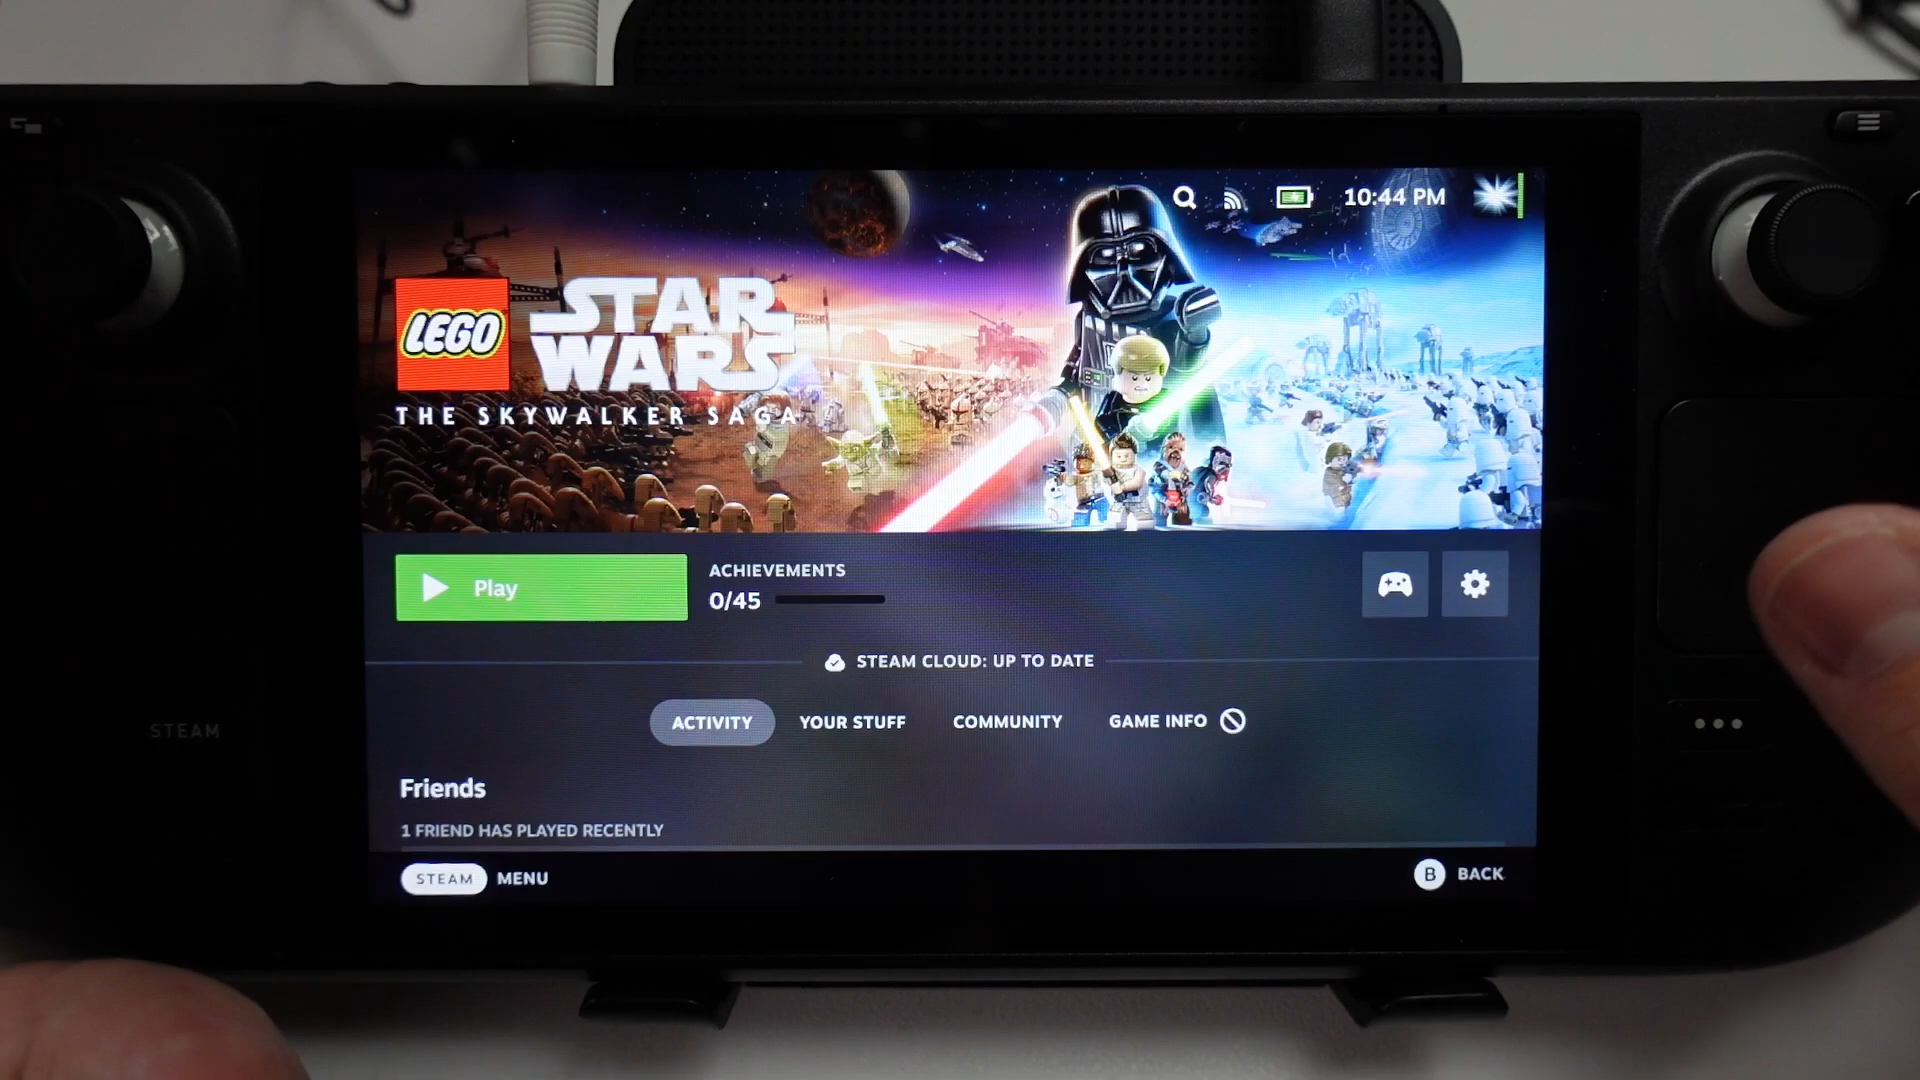 10:44 PM
LEGO
STAR
WARS
THE SKYWALKER SAGA
Play
ACHIEVEMENTS
0/45
STEAM CLOUD: UP TO DATE
ACTIVITY YOUR STUFF COMMUNITY GAME INFO
STEAM
Friends
1 FRIEND HAS PLAYED RECENTLY
STEAM MENU
B BACK